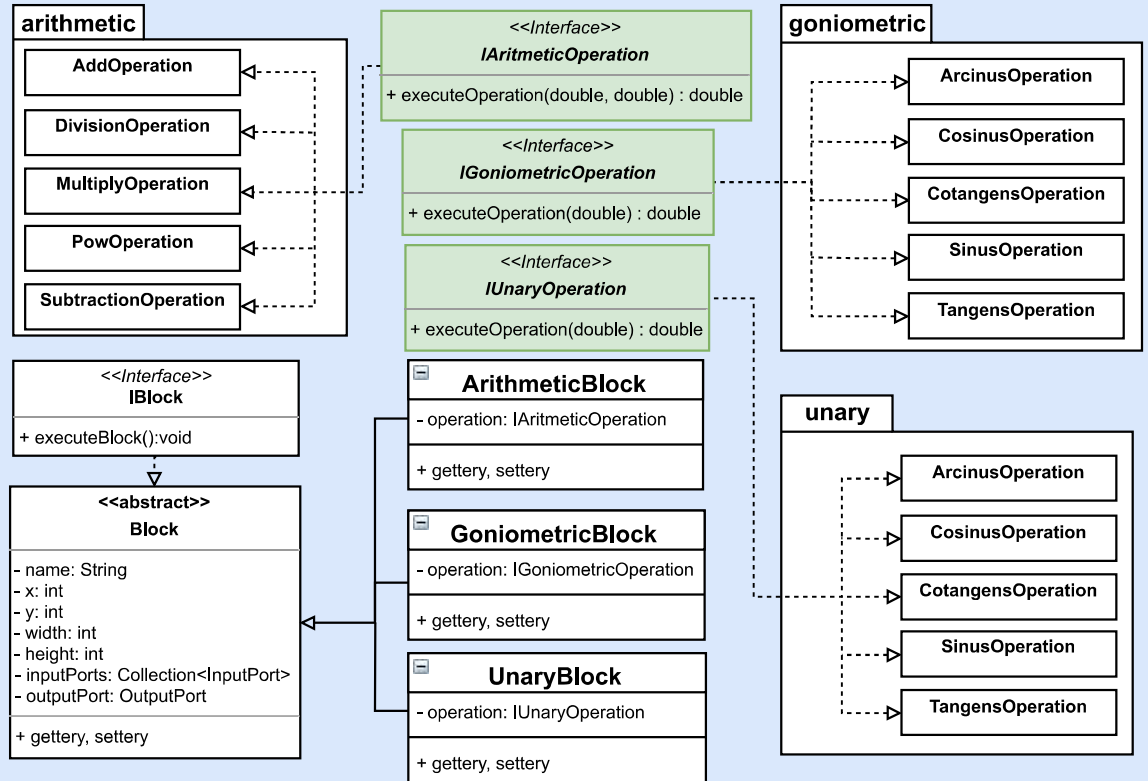 arithmetic
AddOperation
DivisionOperation
MultiplyOperation
PowOperation
SubtractionOperation
<<Interface>>
IAritmeticOperation
+ executeOperation(double, double) : double
<<Interface>>
IGoniometricOperation
+ executeOperation(double) : double
<<Interface>>
IUnaryOperation
+ executeOperation(double) : double
goniometric
ArcinusOperation
CosinusOperation
CotangensOperation
SinusOperation
TangensOperation
<<Interface>>
IBlock
+ executeBlock():void
<<abstract>>
Block
- name: String
- x: int
- y: int
- width: int
- height: int
- inputPorts: Collection<InputPort>
- outputPort: OutputPort
+ gettery, settery
ArithmeticBlock
- operation: IAritmeticOperation
+ gettery, settery
GoniometricBlock
- operation: IGoniometricOperation
+ gettery, settery
UnaryBlock
- operation: IUnaryOperation
+ gettery, settery
unary
ArcinusOperation
CosinusOperation
CotangensOperation
SinusOperation
TangensOperation